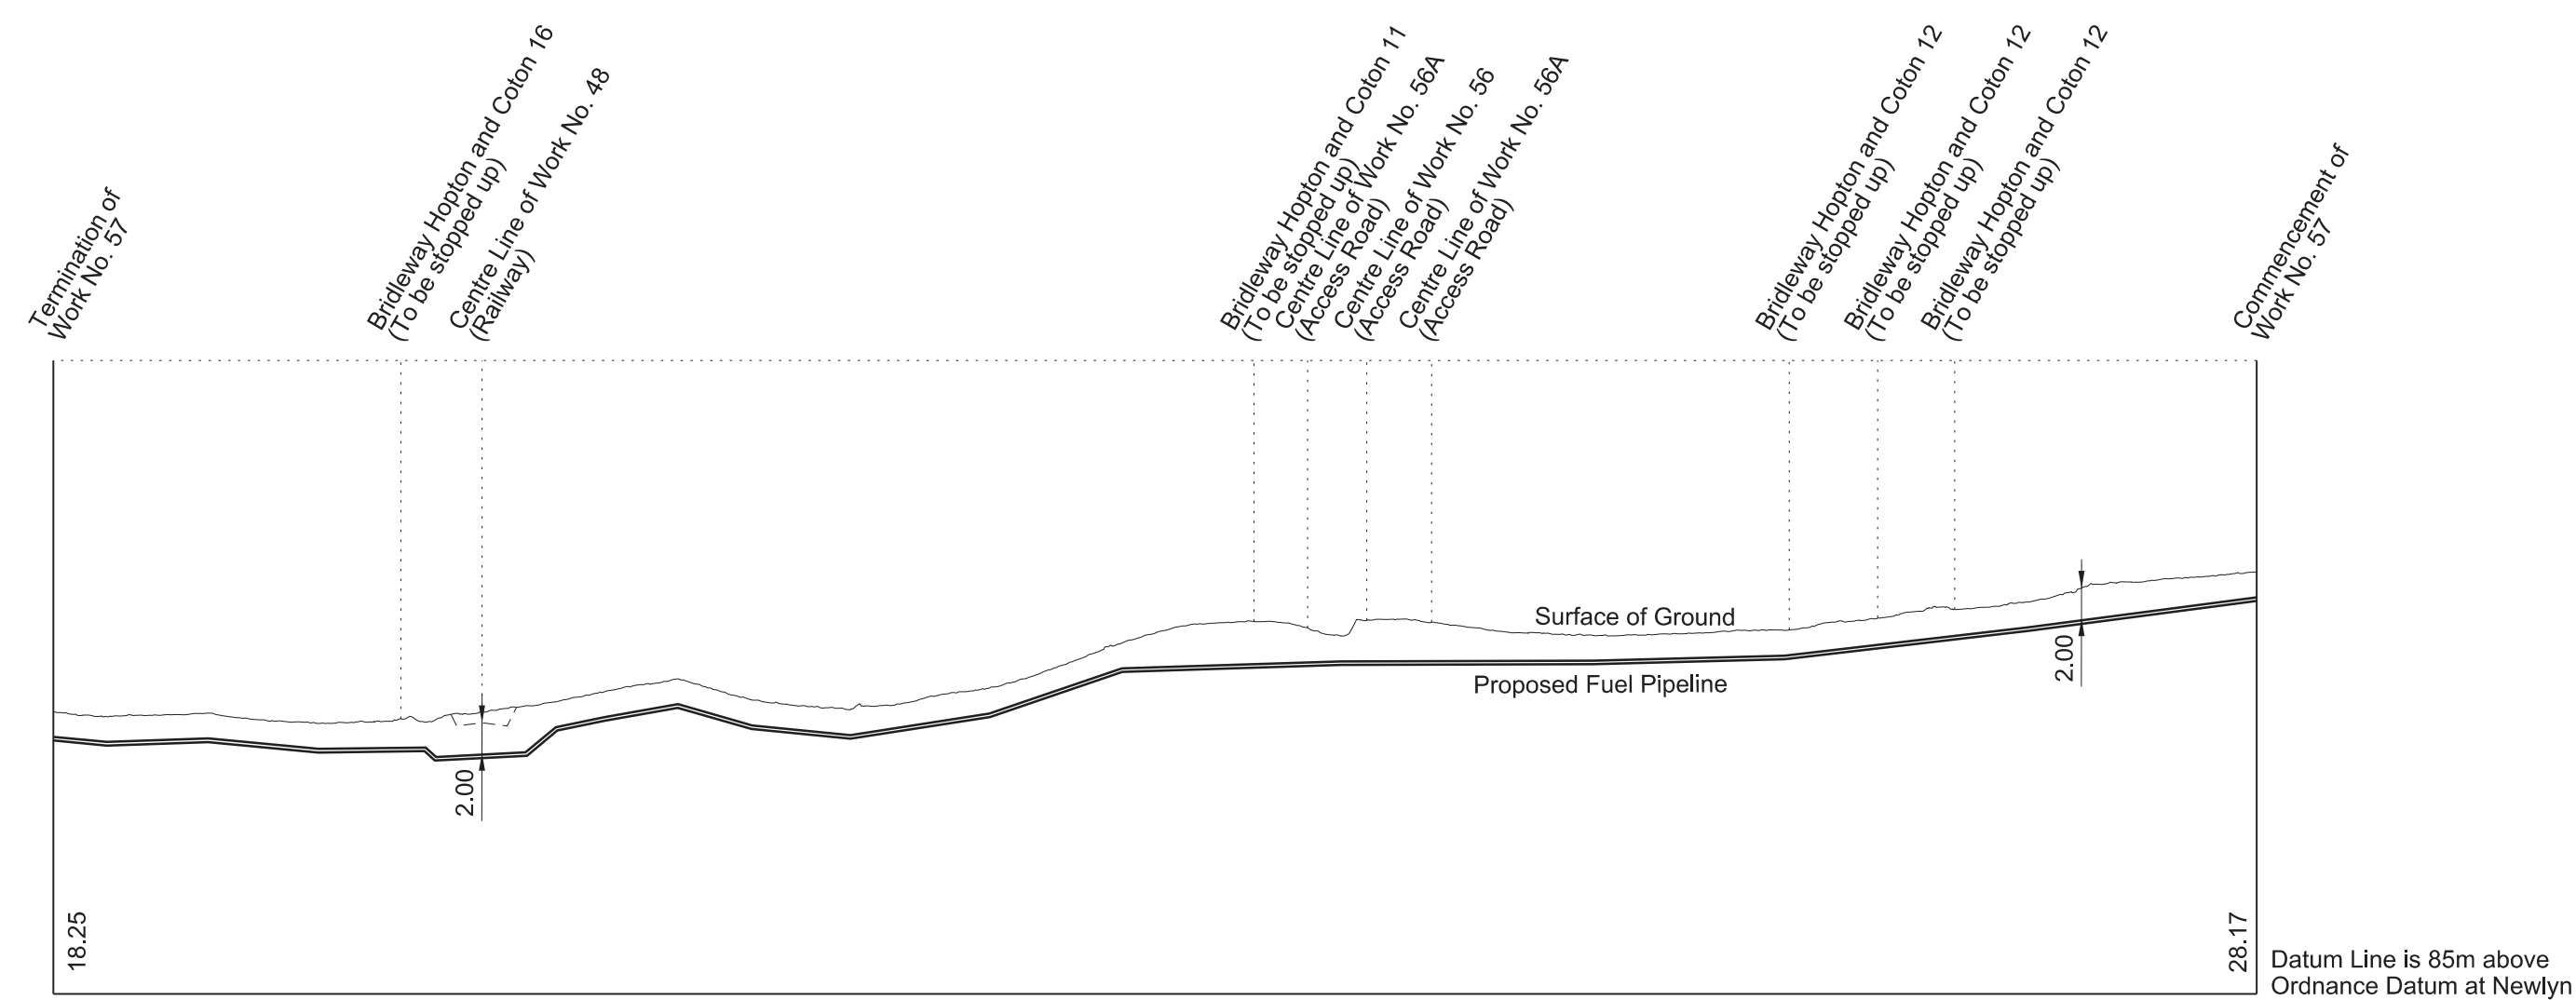 Termination of
Work No. 57
Bridleway Hopton and Coton 16
(To be stopped up)
Centre Line of Work No. 48
(Railway)
Bridleway Hopton and Coton 11
(To be stopped up)
Centre Line of Work No. 56A
(Access Road)
Centre Line of Work No. 56
(Access Road)
Centre Line of Work No. 56A
(Access Road)
Bridleway Hopton and Coton 12
(To be stopped up)
Bridleway Hopton and Coton 12
(To be stopped up)
Bridleway Hopton and Coton 12
(To be stopped up)
Commencement of
Work No. 57
Surface of Ground
Proposed Fuel Pipeline
2.00
2.00
18.25
28.17
Datum Line is 85m above
Ordnance Datum at Newlyn